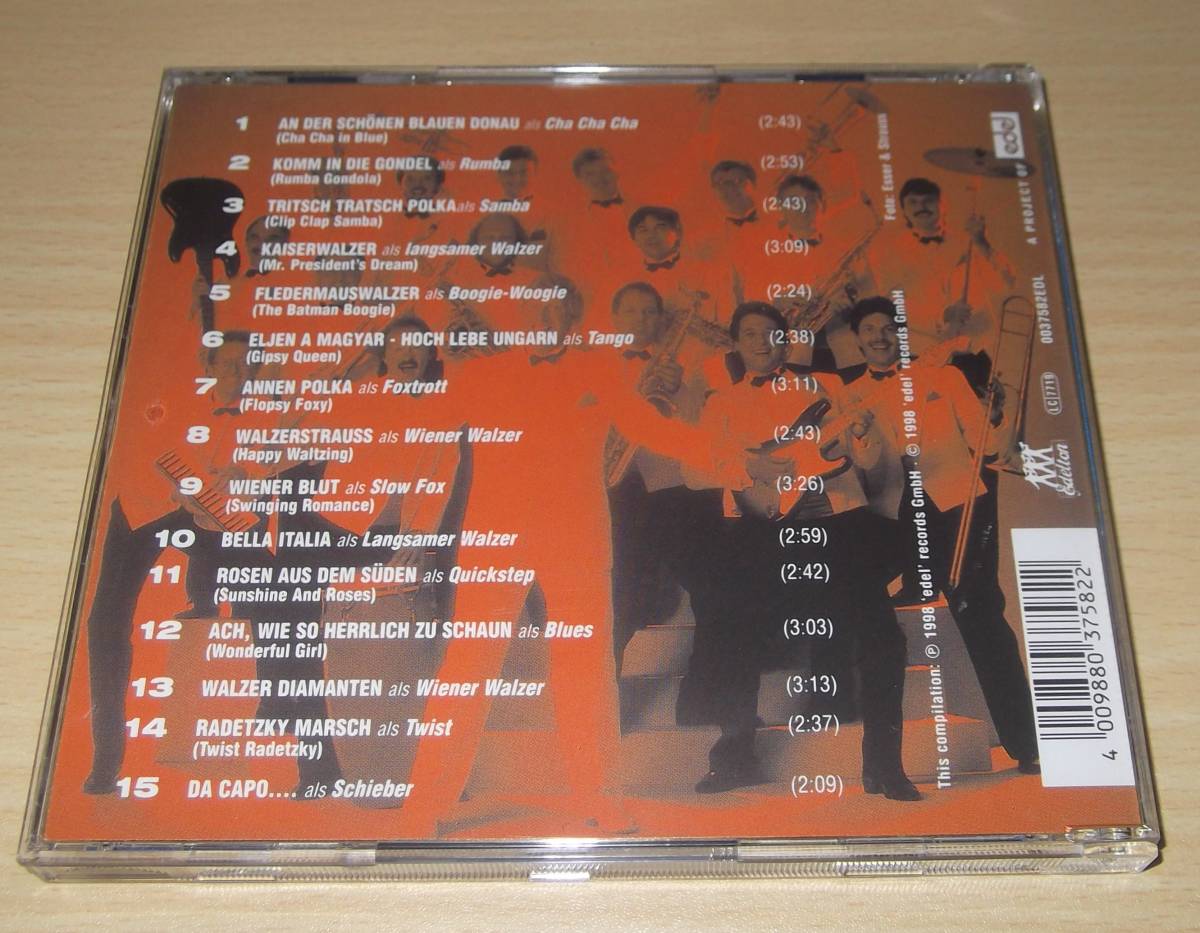 1 AN DER SCHÖNEN BLAUEN DONAU als Cha Cha Cha (2:43)
(Cha Cha in Blue)
2 KOMM IN DIE GONDEL als Rumba (2:53)
(Rumba Gondola)
3 TRITSCH TRATSCH POLKA als Samba (2:43)
(Clip Clap Samba)
4 KAISERWALZER als langsamer Walzer (3:09)
(Mr. President's Dream)
5 FLEDERMAUSWALZER als Boogie-Woogie (2:24)
(The Batman Boogie)
6 ELJEN A MAGYAR - HOCH LEBE UNGARN als Tango (2:38)
(Gipsy Queen)
7 ANNEN POLKA als Foxtrott (3:11)
(Flopsy Foxy)
8 WALZERSTRAUSS als Wiener Walzer (2:43)
(Happy Waltzing)
9 WIENER BLUT als Slow Fox (3:26)
(Swinging Romance)
10 BELLA ITALIA als Langsamer Walzer (2:59)
11 ROSEN AUS DEM SÜDEN als Quickstep (2:42)
(Sunshine And Roses)
12 ACH, WIE SO HERRLICH ZU SCHAUN als Blues (3:03)
(Wonderful Girl)
13 WALZER DIAMANTEN als Wiener Walzer (3:13)
14 RADETZKY MARSCH als Twist (2:37)
(Twist Radetzky)
15 DA CAPO.... als Schieber (2:09)
Foto: Esser & Strauss
This compilation: ℗ 1998 'edel' records GmbH · © 1998 'edel' records GmbH
A PROJECT OF edel
0037582EDL
LC 7719
Edelton
4 009880 375822